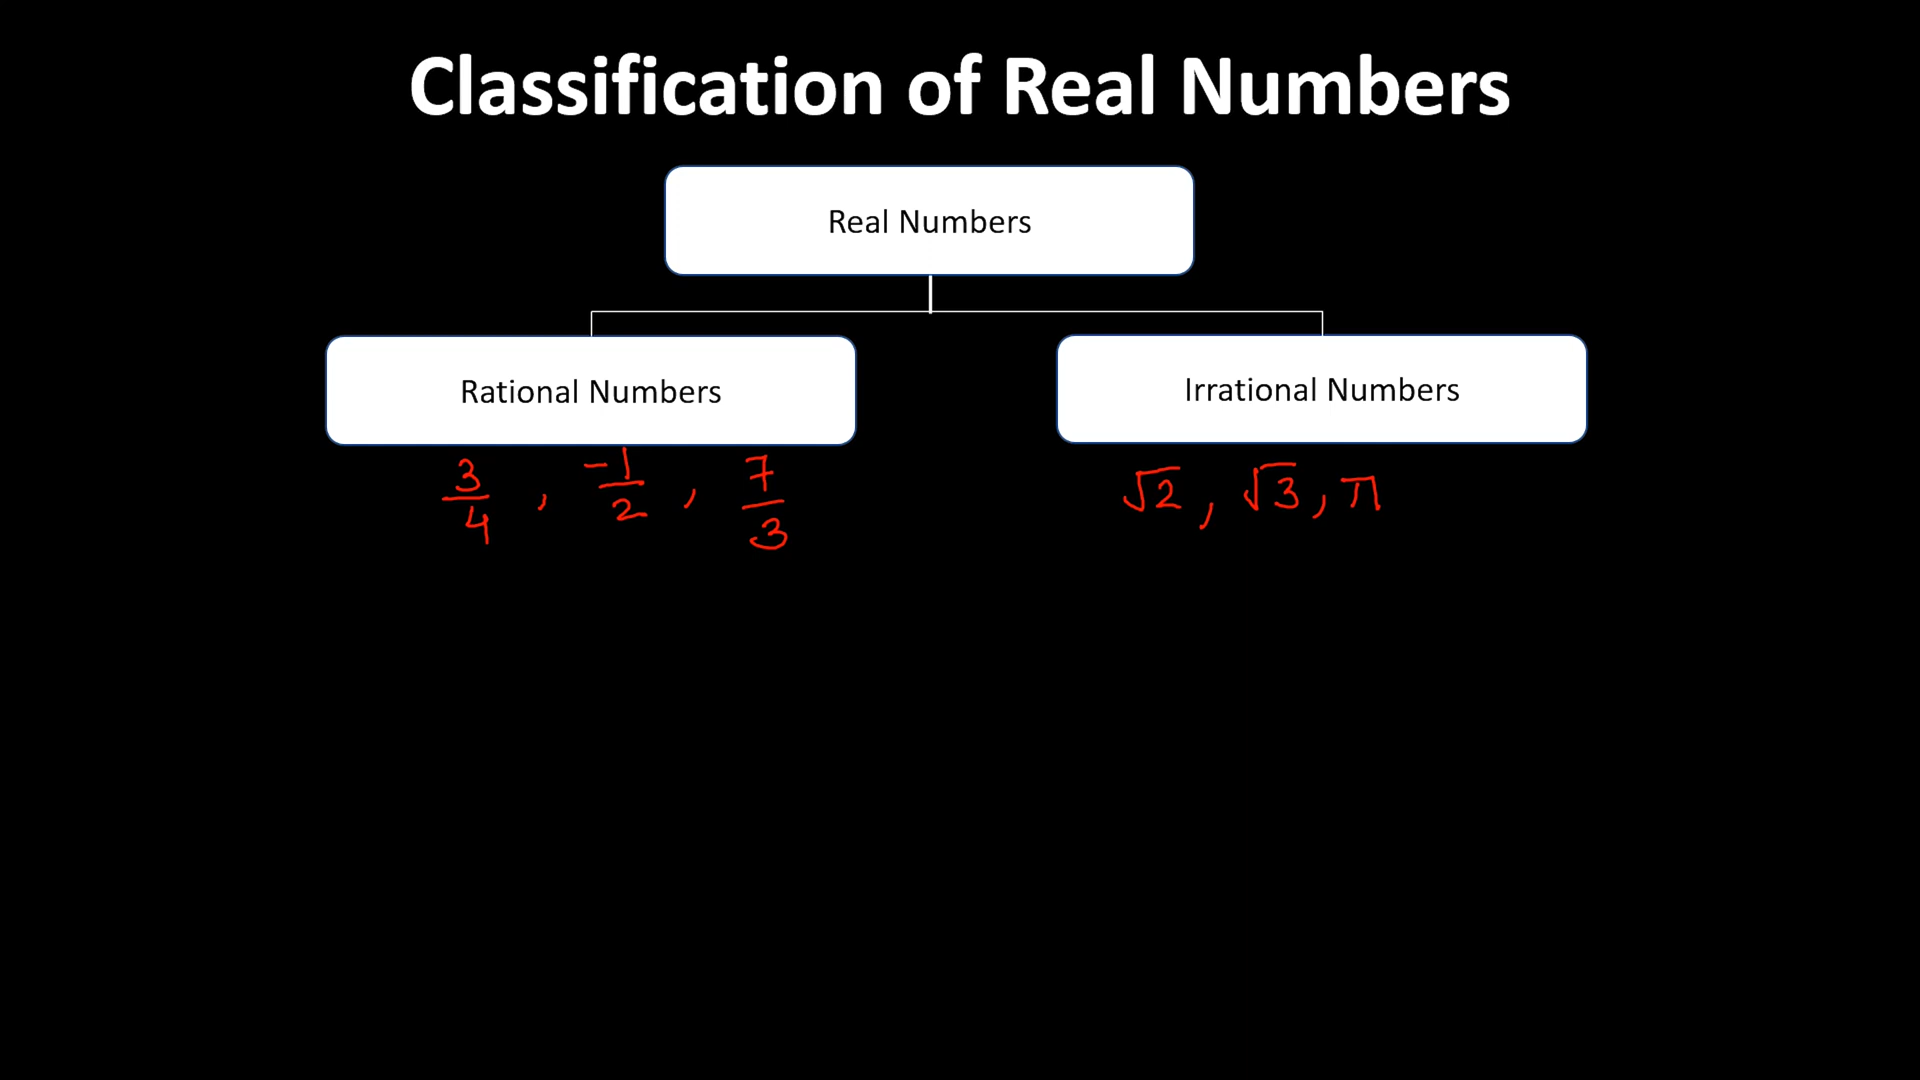 Classification of Real Numbers
Real Numbers
Rational Numbers
Irrational Numbers
3/4 , -1/2 , 7/3
√2 , √3 , π